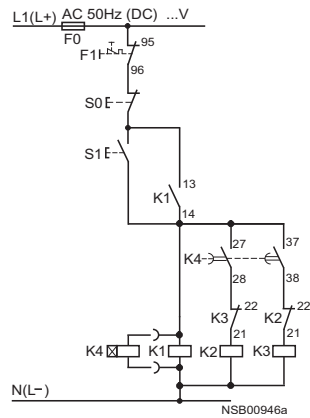 L1(L+) AC 50Hz (DC) ...V
F0
F1 95
96
S0
S1
K1 13
14
K4 27 37
28 38
K3 22 K2 22
21 21
K4 K1 K2 K3
N(L–)
NSB00946a